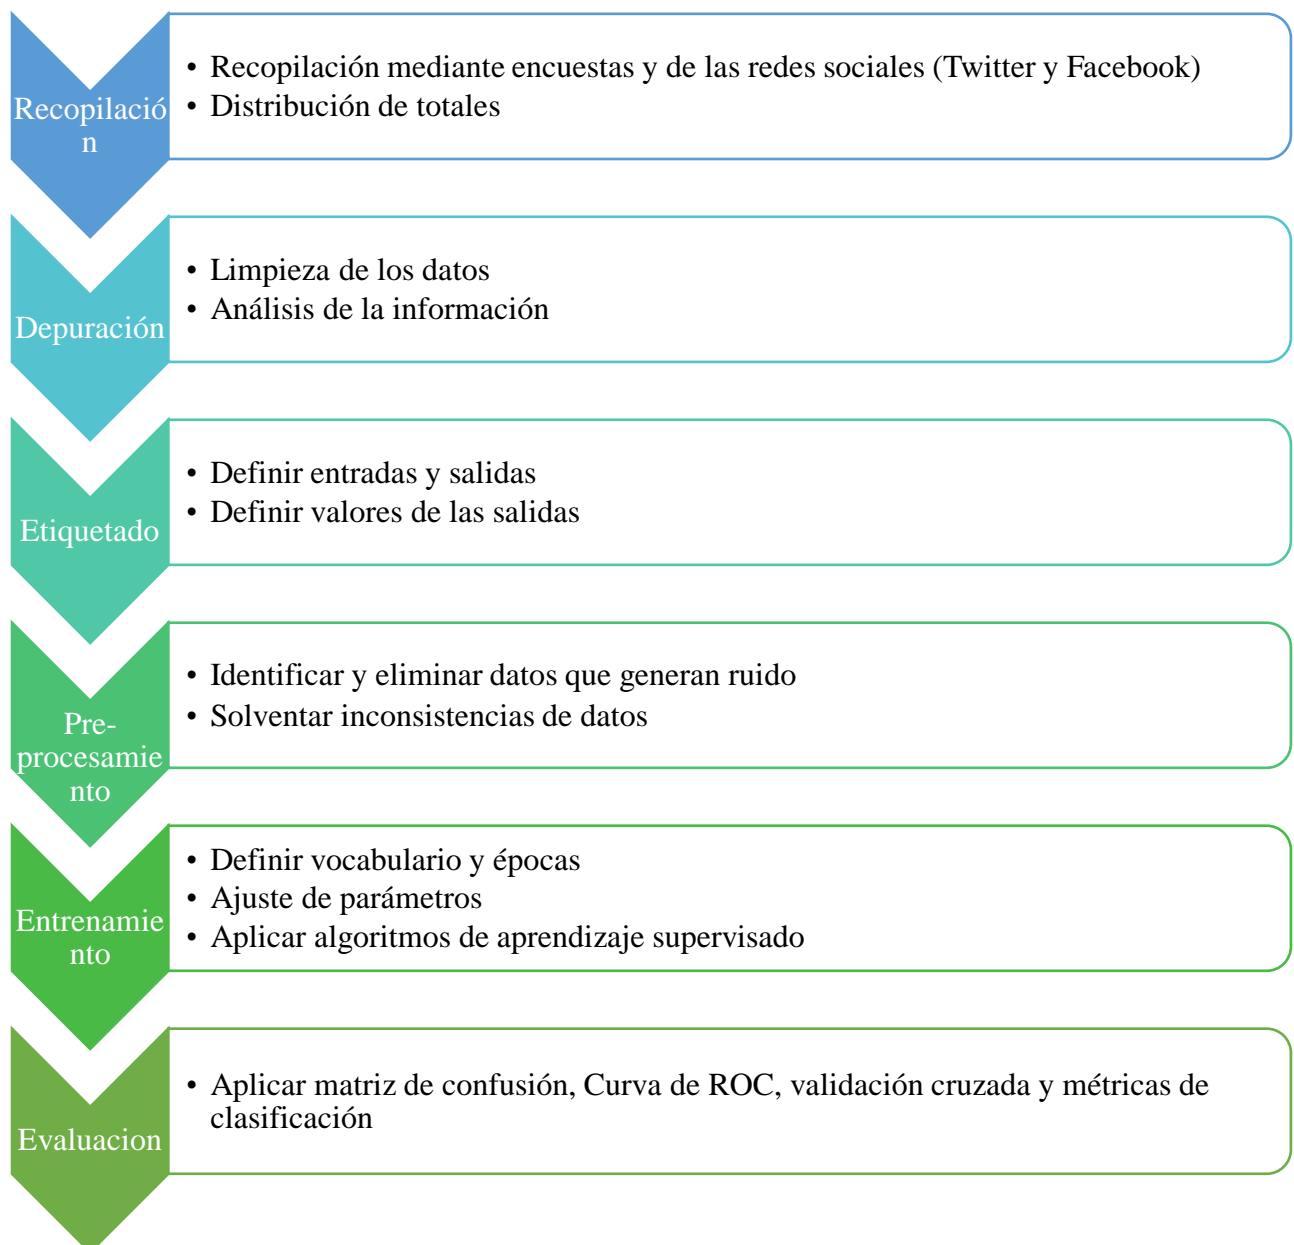 Recopilació
n
• Recopilación mediante encuestas y de las redes sociales (Twitter y Facebook)
• Distribución de totales
Depuración
• Limpieza de los datos
• Análisis de la información
Etiquetado
• Definir entradas y salidas
• Definir valores de las salidas
Pre-
procesamie
nto
• Identificar y eliminar datos que generan ruido
• Solventar inconsistencias de datos
Entrenamie
nto
• Definir vocabulario y épocas
• Ajuste de parámetros
• Aplicar algoritmos de aprendizaje supervisado
Evaluacion
• Aplicar matriz de confusión, Curva de ROC, validación cruzada y métricas de
clasificación